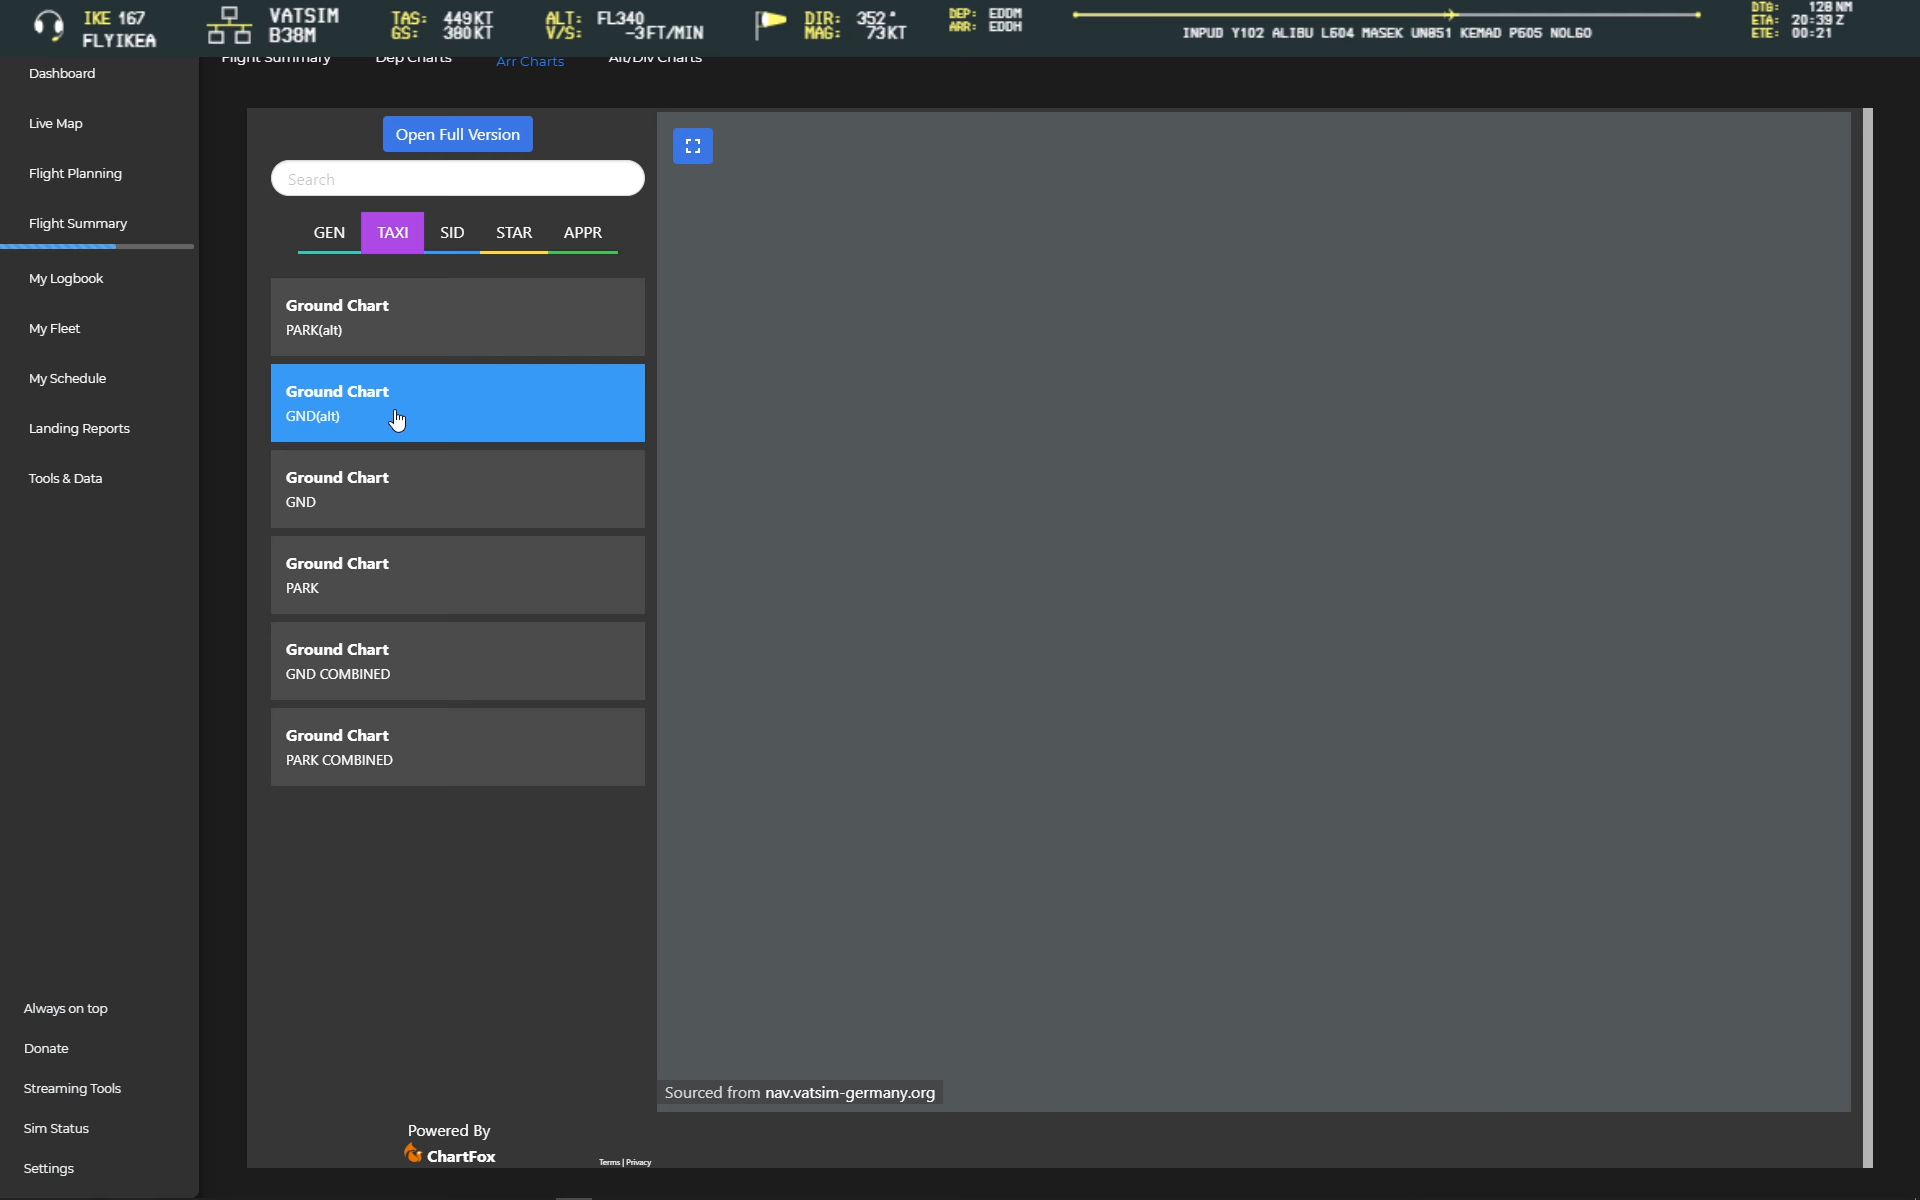 IKE 167
FLYIKEA
VATSIM
B38M
TAS: 449KT
GS: 380KT
ALT: FL340
V/S: -3FT/MIN
DIR: 352°
MAG: 73KT
DEP: EDDM
ARR: EDDH
INPUD Y102 ALIBU L604 MASEK UN851 KEMAD P605 NOLGO
DTG: 128 NM
ETA: 20:39 Z
ETE: 00:21
Flight Summary
Dep Charts
Arr Charts
Alt/Div Charts
Dashboard
Live Map
Flight Planning
Flight Summary
My Logbook
My Fleet
My Schedule
Landing Reports
Tools & Data
Always on top
Donate
Streaming Tools
Sim Status
Settings
Open Full Version
Search
GEN TAXI SID STAR APPR
Ground Chart
PARK(alt)
Ground Chart
GND(alt)
Ground Chart
GND
Ground Chart
PARK
Ground Chart
GND COMBINED
Ground Chart
PARK COMBINED
Sourced from nav.vatsim-germany.org
Powered By
ChartFox
Terms | Privacy